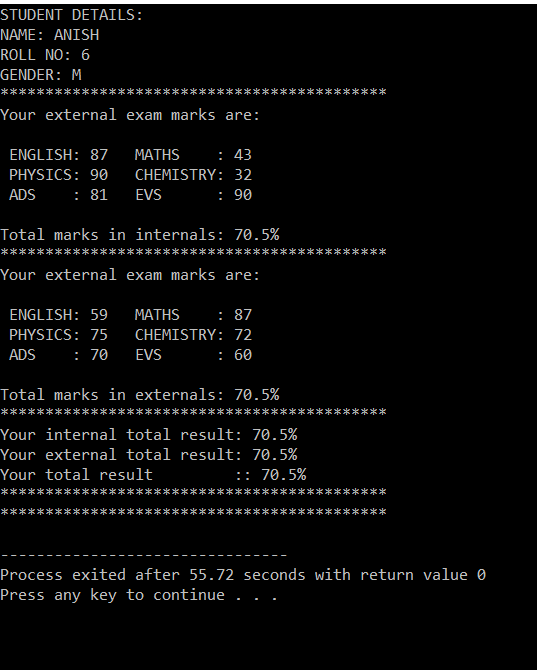 STUDENT DETAILS:
NAME: ANISH
ROLL NO: 6
GENDER: M
*******************************************
Your external exam marks are:
ENGLISH: 87   MATHS    : 43
PHYSICS: 90   CHEMISTRY: 32
ADS    : 81   EVS      : 90
Total marks in internals: 70.5%
*******************************************
Your external exam marks are:
ENGLISH: 59   MATHS    : 87
PHYSICS: 75   CHEMISTRY: 72
ADS    : 70   EVS      : 60
Total marks in externals: 70.5%
*******************************************
Your internal total result: 70.5%
Your external total result: 70.5%
Your total result         :: 70.5%
*******************************************
*******************************************
--------------------------------
Process exited after 55.72 seconds with return value 0
Press any key to continue . . .